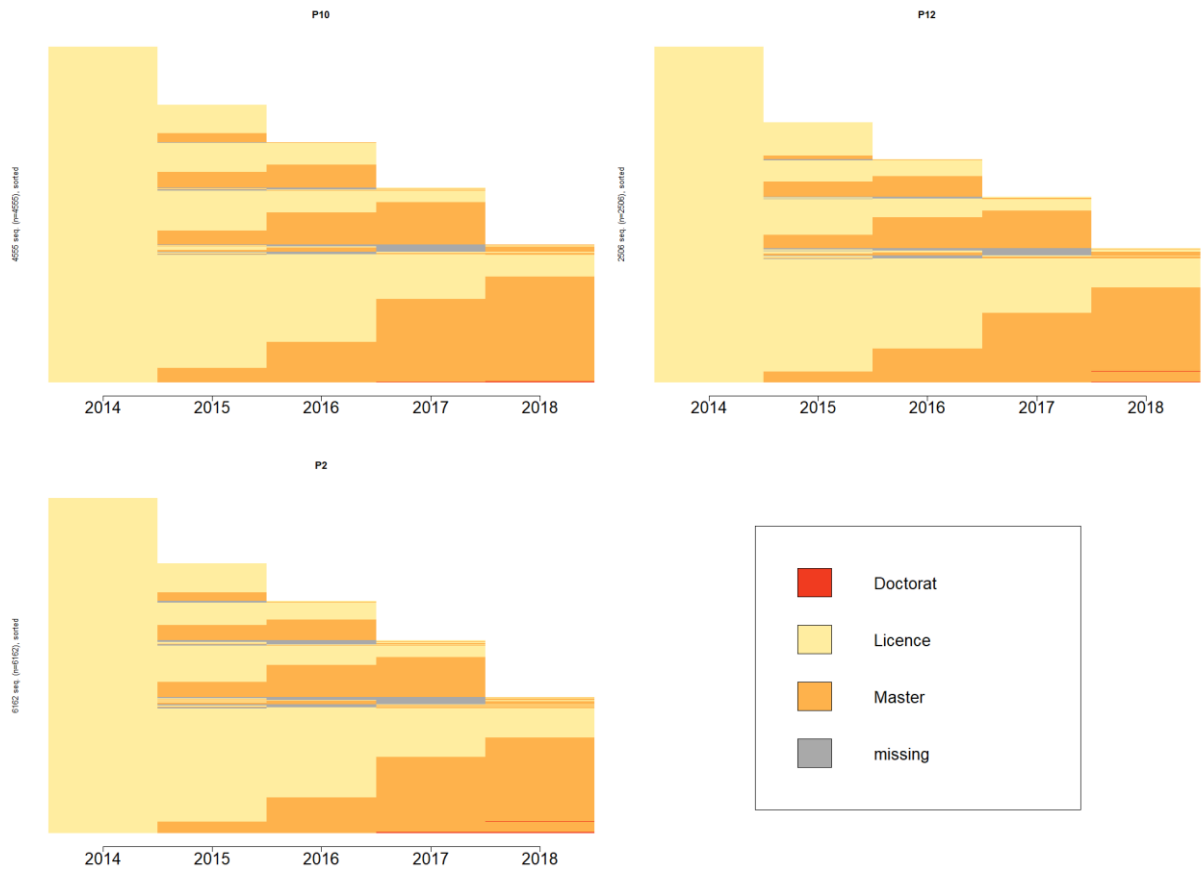 P10
4555 seq. (n=4555), sorted
2014 2015 2016 2017 2018
P12
2506 seq. (n=2506), sorted
2014 2015 2016 2017 2018
P2
6162 seq. (n=6162), sorted
2014 2015 2016 2017 2018
Doctorat
Licence
Master
missing